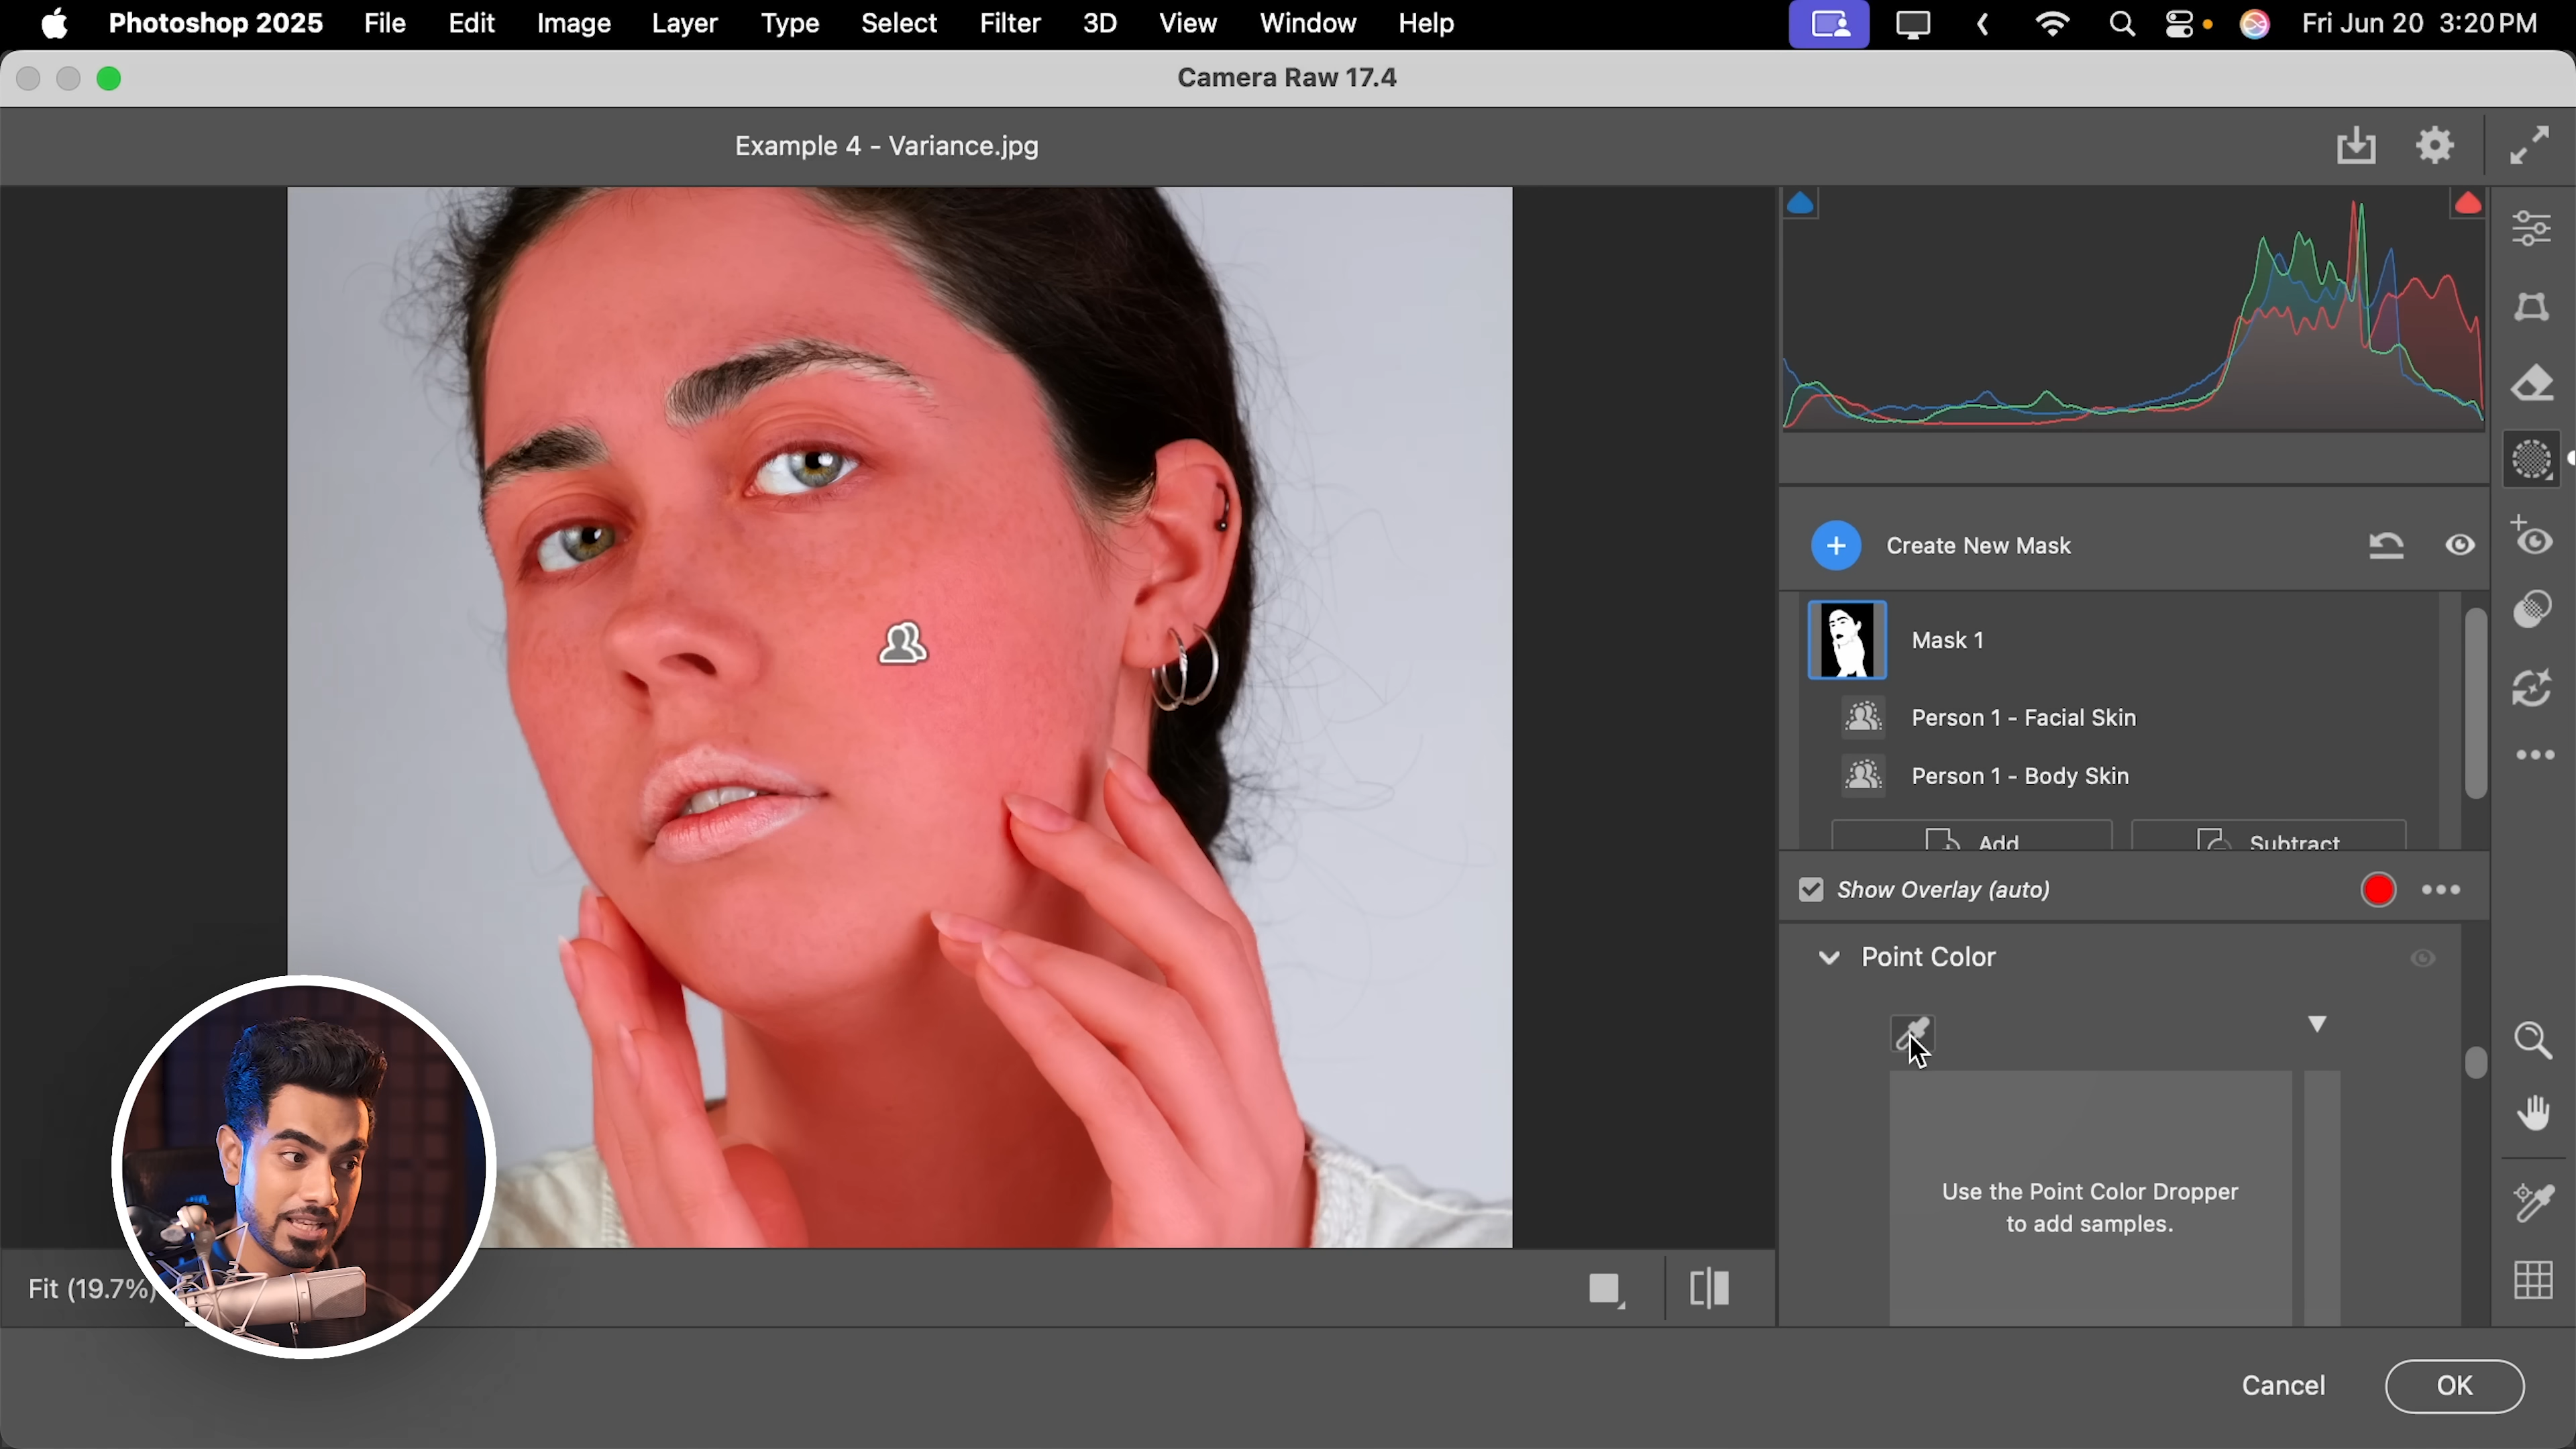 Photoshop 2025 File Edit Image Layer Type Select Filter 3D View Window Help Fri Jun 20 3:20 PM
Camera Raw 17.4
Example 4 - Variance.jpg
Create New Mask
Mask 1
Person 1 - Facial Skin
Person 1 - Body Skin
Add Subtract
Show Overlay (auto)
Point Color
Use the Point Color Dropper
to add samples.
Fit (19.7%)
Cancel OK